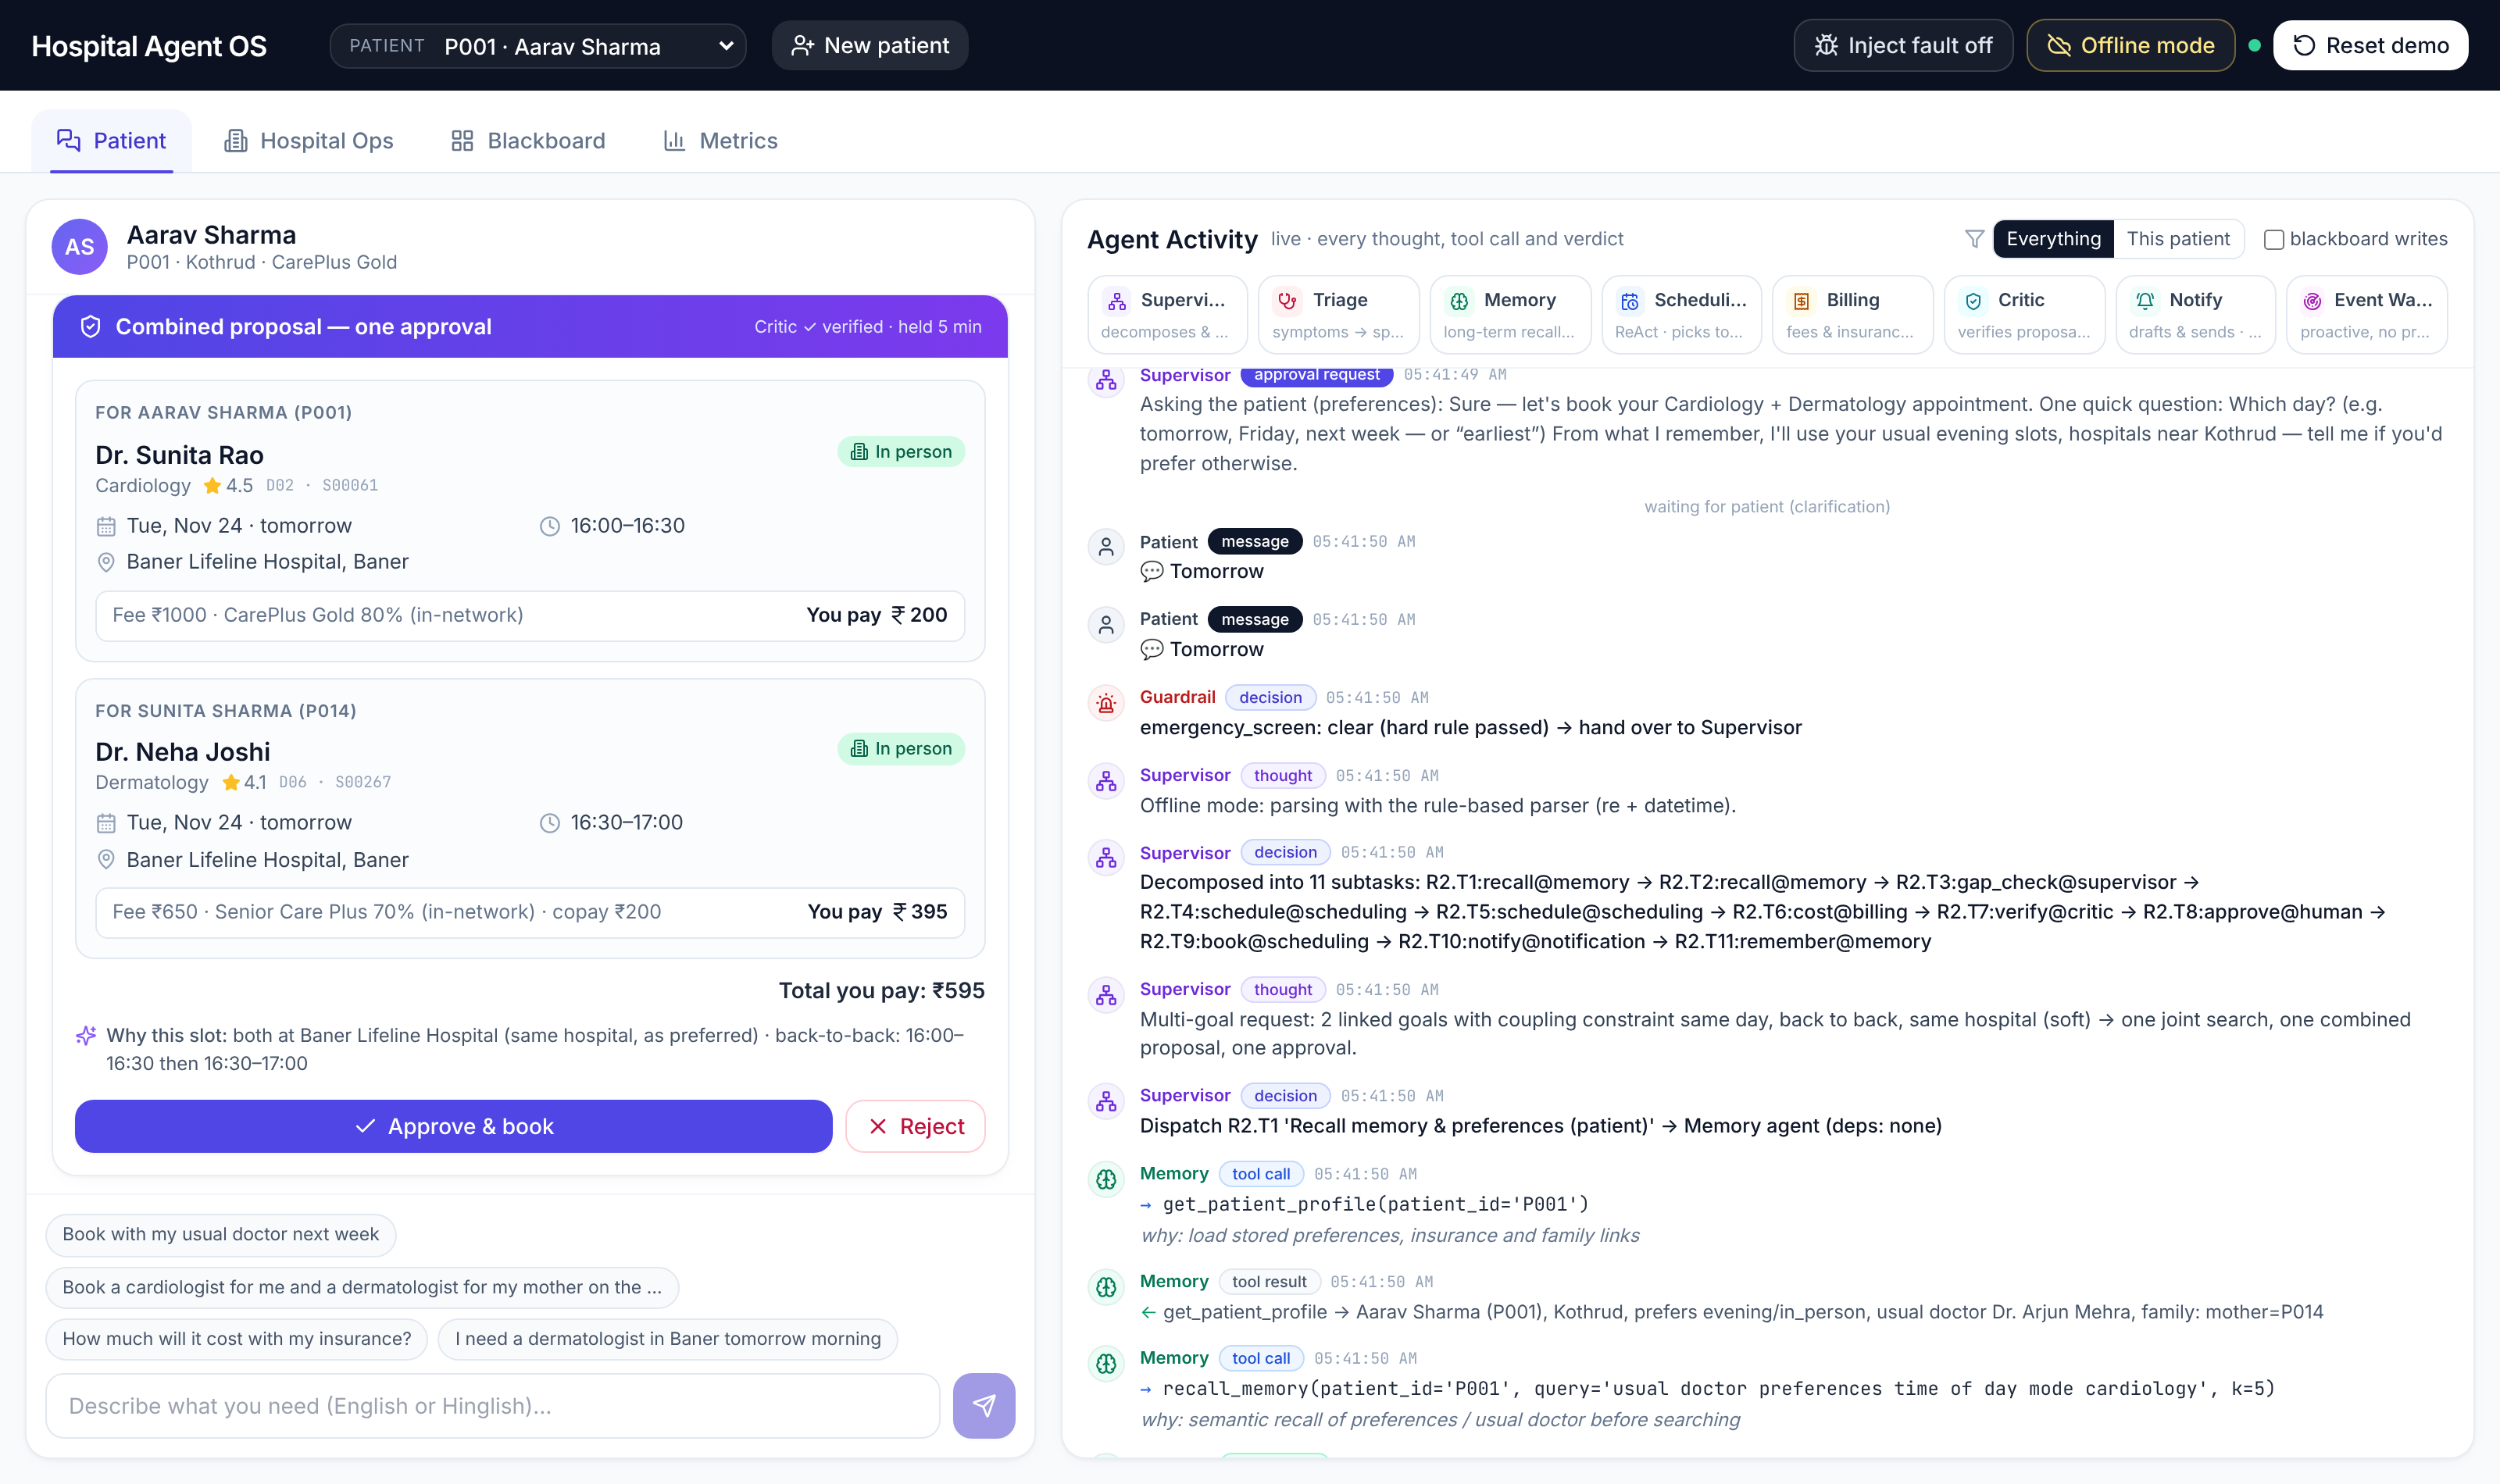 Hospital Agent OS
PATIENT P001 · Aarav Sharma
New patient
Inject fault off
Offline mode
Reset demo
Patient
Hospital Ops
Blackboard
Metrics
AS
Aarav Sharma
P001 · Kothrud · CarePlus Gold
Combined proposal — one approval
Critic ✓ verified · held 5 min
FOR AARAV SHARMA (P001)
Dr. Sunita Rao
In person
Cardiology ⭐ 4.5 D02 · S00061
Tue, Nov 24 · tomorrow
16:00–16:30
Baner Lifeline Hospital, Baner
Fee ₹1000 · CarePlus Gold 80% (in-network)
You pay ₹ 200
FOR SUNITA SHARMA (P014)
Dr. Neha Joshi
In person
Dermatology ⭐ 4.1 D06 · S00267
Tue, Nov 24 · tomorrow
16:30–17:00
Baner Lifeline Hospital, Baner
Fee ₹650 · Senior Care Plus 70% (in-network) · copay ₹200
You pay ₹ 395
Total you pay: ₹595
Why this slot: both at Baner Lifeline Hospital (same hospital, as preferred) · back-to-back: 16:00–
16:30 then 16:30–17:00
Approve & book
Reject
Book with my usual doctor next week
Book a cardiologist for me and a dermatologist for my mother on the ...
How much will it cost with my insurance?
I need a dermatologist in Baner tomorrow morning
Describe what you need (English or Hinglish)...
Agent Activity live · every thought, tool call and verdict
Everything
This patient
blackboard writes
Supervi...
decomposes & ...
Triage
symptoms → sp...
Memory
long-term recall...
Scheduli...
ReAct · picks to...
Billing
fees & insuranc...
Critic
verifies proposa...
Notify
drafts & sends · ...
Event Wa...
proactive, no pr...
Supervisor approval request 05:41:49 AM
Asking the patient (preferences): Sure — let's book your Cardiology + Dermatology appointment. One quick question: Which day? (e.g.
tomorrow, Friday, next week — or “earliest”) From what I remember, I'll use your usual evening slots, hospitals near Kothrud — tell me if you'd
prefer otherwise.
waiting for patient (clarification)
Patient message 05:41:50 AM
💬 Tomorrow
Patient message 05:41:50 AM
💬 Tomorrow
Guardrail decision 05:41:50 AM
emergency_screen: clear (hard rule passed) → hand over to Supervisor
Supervisor thought 05:41:50 AM
Offline mode: parsing with the rule-based parser (re + datetime).
Supervisor decision 05:41:50 AM
Decomposed into 11 subtasks: R2.T1:recall@memory → R2.T2:recall@memory → R2.T3:gap_check@supervisor →
R2.T4:schedule@scheduling → R2.T5:schedule@scheduling → R2.T6:cost@billing → R2.T7:verify@critic → R2.T8:approve@human →
R2.T9:book@scheduling → R2.T10:notify@notification → R2.T11:remember@memory
Supervisor thought 05:41:50 AM
Multi-goal request: 2 linked goals with coupling constraint same day, back to back, same hospital (soft) → one joint search, one combined
proposal, one approval.
Supervisor decision 05:41:50 AM
Dispatch R2.T1 'Recall memory & preferences (patient)' → Memory agent (deps: none)
Memory tool call 05:41:50 AM
→ get_patient_profile(patient_id='P001')
why: load stored preferences, insurance and family links
Memory tool result 05:41:50 AM
← get_patient_profile → Aarav Sharma (P001), Kothrud, prefers evening/in_person, usual doctor Dr. Arjun Mehra, family: mother=P014
Memory tool call 05:41:50 AM
→ recall_memory(patient_id='P001', query='usual doctor preferences time of day mode cardiology', k=5)
why: semantic recall of preferences / usual doctor before searching